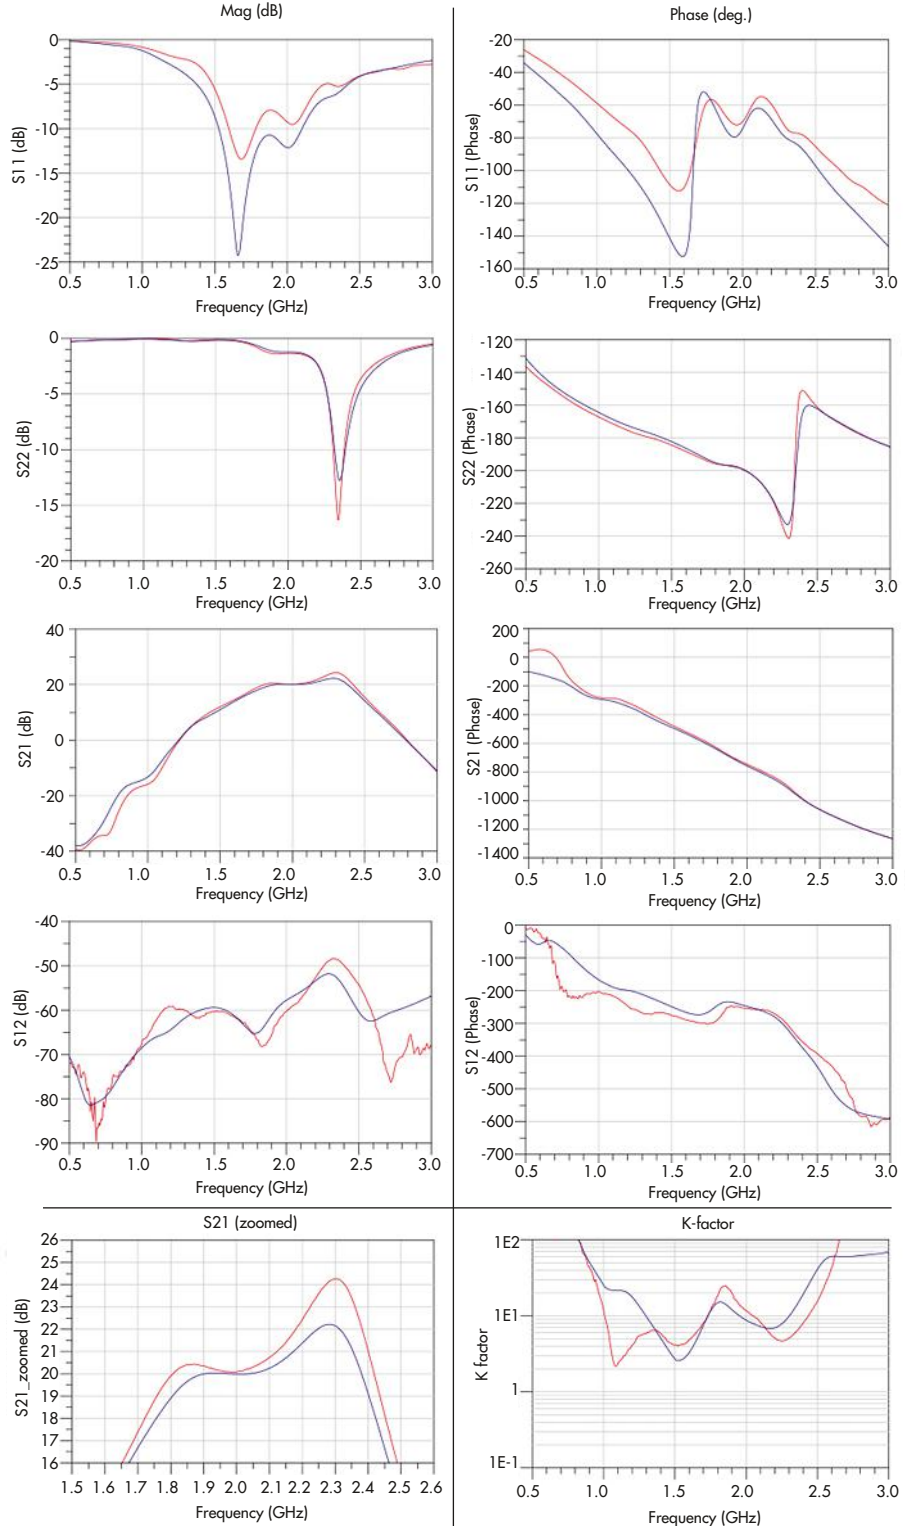 Mag (dB)
Phase (deg.)
0
-5
-10
-15
-20
-25
S11 (dB)
0.5 1.0 1.5 2.0 2.5 3.0
Frequency (GHz)
-20
-40
-60
-80
-100
-120
-140
-160
S11 (Phase)
0.5 1.0 1.5 2.0 2.5 3.0
Frequency (GHz)
0
-5
-10
-15
-20
S22 (dB)
0.5 1.0 1.5 2.0 2.5 3.0
Frequency (GHz)
-120
-140
-160
-180
-200
-220
-240
-260
S22 (Phase)
0.5 1.0 1.5 2.0 2.5 3.0
Frequency (GHz)
40
20
0
-20
-40
S21 (dB)
0.5 1.0 1.5 2.0 2.5 3.0
Frequency (GHz)
200
0
-200
-400
-600
-800
-1000
-1200
-1400
S21 (Phase)
0.5 1.0 1.5 2.0 2.5 3.0
Frequency (GHz)
-40
-50
-60
-70
-80
-90
S12 (dB)
0.5 1.0 1.5 2.0 2.5 3.0
Frequency (GHz)
0
-100
-200
-300
-400
-500
-600
-700
S12 (Phase)
0.5 1.0 1.5 2.0 2.5 3.0
Frequency (GHz)
S21 (zoomed)
26
25
24
23
22
21
20
19
18
17
16
S21_zoomed (dB)
1.5 1.6 1.7 1.8 1.9 2.0 2.1 2.2 2.3 2.4 2.5 2.6
Frequency (GHz)
K-factor
1E2
1E1
1
1E-1
K factor
0.5 1.0 1.5 2.0 2.5 3.0
Frequency (GHz)